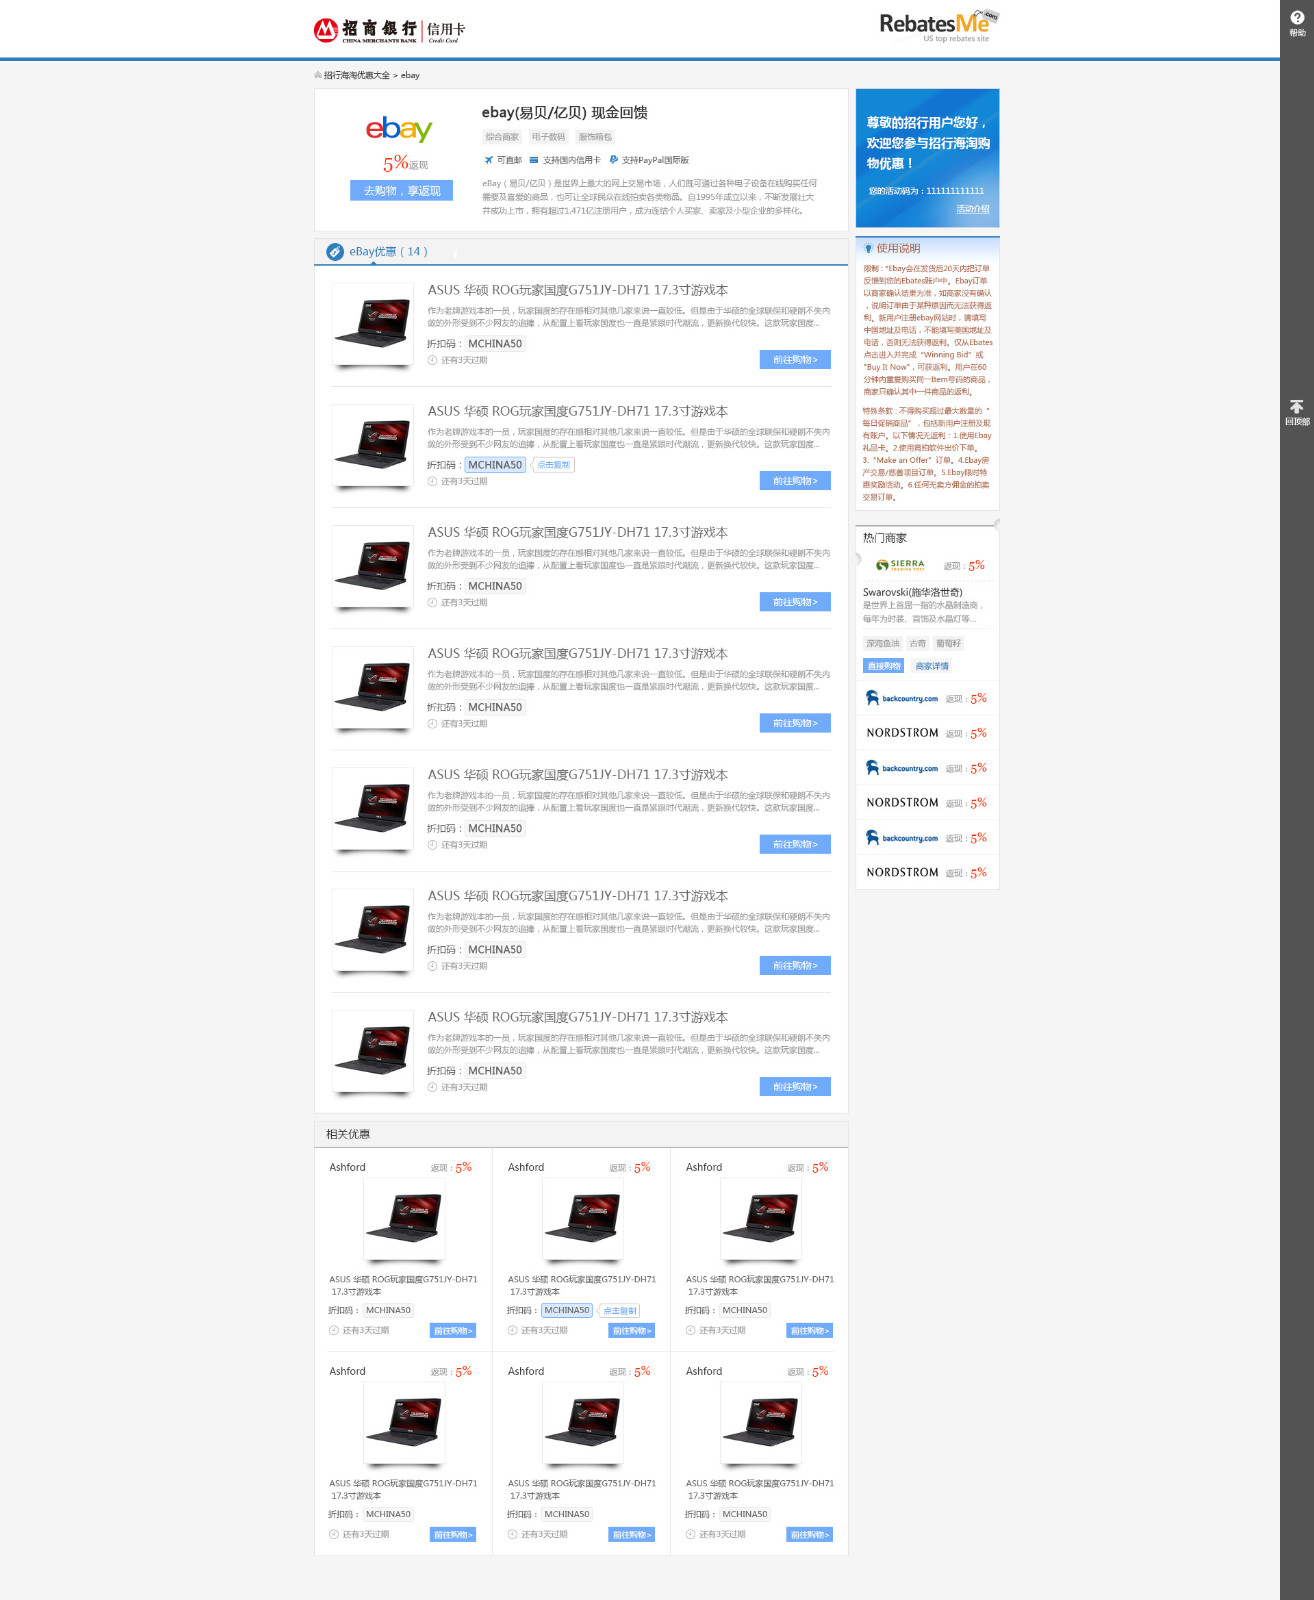 招商银行 信用卡
CHINA MERCHANTS BANK Credit Card
RebatesMe.com
US top rebates site
帮助
招行海淘优惠大全 > ebay
ebay
5%返现
去购物，享返现
ebay(易贝/亿贝) 现金回馈
综合商家 电子数码 服饰箱包
可直邮 支持国内信用卡 支持PayPal国际版
eBay（易贝/亿贝）是世界上最大的网上交易市场，人们既可通过各种电子设备在线购买任何
需要及喜爱的商品，也可让全球民众在线拍卖各类物品。自1995年成立以来，不断发展壮大
并成功上市，拥有超过1,471亿注册用户，成为连结个人买家、卖家及小型企业的多样化。
尊敬的招行用户您好，
欢迎您参与招行海淘购
物优惠！
您的活动码为：111111111111
活动介绍
eBay优惠（14）
ASUS 华硕 ROG玩家国度G751JY-DH71 17.3寸游戏本
作为老牌游戏本的一员，玩家国度的存在感相对其他几家来说一直较低。但是由于华硕的全球联保和硬朗不失内
敛的外形受到不少网友的追捧，从配置上看玩家国度也一直是紧跟时代潮流，更新换代较快。这款玩家国度...
折扣码：MCHINA50
还有3天过期
前往购物>
ASUS 华硕 ROG玩家国度G751JY-DH71 17.3寸游戏本
作为老牌游戏本的一员，玩家国度的存在感相对其他几家来说一直较低。但是由于华硕的全球联保和硬朗不失内
敛的外形受到不少网友的追捧，从配置上看玩家国度也一直是紧跟时代潮流，更新换代较快。这款玩家国度...
折扣码：MCHINA50 点击复制
还有3天过期
前往购物>
ASUS 华硕 ROG玩家国度G751JY-DH71 17.3寸游戏本
作为老牌游戏本的一员，玩家国度的存在感相对其他几家来说一直较低。但是由于华硕的全球联保和硬朗不失内
敛的外形受到不少网友的追捧，从配置上看玩家国度也一直是紧跟时代潮流，更新换代较快。这款玩家国度...
折扣码：MCHINA50
还有3天过期
前往购物>
ASUS 华硕 ROG玩家国度G751JY-DH71 17.3寸游戏本
作为老牌游戏本的一员，玩家国度的存在感相对其他几家来说一直较低。但是由于华硕的全球联保和硬朗不失内
敛的外形受到不少网友的追捧，从配置上看玩家国度也一直是紧跟时代潮流，更新换代较快。这款玩家国度...
折扣码：MCHINA50
还有3天过期
前往购物>
ASUS 华硕 ROG玩家国度G751JY-DH71 17.3寸游戏本
作为老牌游戏本的一员，玩家国度的存在感相对其他几家来说一直较低。但是由于华硕的全球联保和硬朗不失内
敛的外形受到不少网友的追捧，从配置上看玩家国度也一直是紧跟时代潮流，更新换代较快。这款玩家国度...
折扣码：MCHINA50
还有3天过期
前往购物>
ASUS 华硕 ROG玩家国度G751JY-DH71 17.3寸游戏本
作为老牌游戏本的一员，玩家国度的存在感相对其他几家来说一直较低。但是由于华硕的全球联保和硬朗不失内
敛的外形受到不少网友的追捧，从配置上看玩家国度也一直是紧跟时代潮流，更新换代较快。这款玩家国度...
折扣码：MCHINA50
还有3天过期
前往购物>
ASUS 华硕 ROG玩家国度G751JY-DH71 17.3寸游戏本
作为老牌游戏本的一员，玩家国度的存在感相对其他几家来说一直较低。但是由于华硕的全球联保和硬朗不失内
敛的外形受到不少网友的追捧，从配置上看玩家国度也一直是紧跟时代潮流，更新换代较快。这款玩家国度...
折扣码：MCHINA50
还有3天过期
前往购物>
使用说明
限制：*Ebay会在发货后20天内把订单
反馈到您的Ebates账户中。Ebay订单
以商家确认结果为准，如商家没有确认
，说明订单由于某种原因而无法获得返
利。新用户注册ebay网站时，请填写
中国地址及电话，不能填写美国地址及
电话，否则无法获得返利。仅从Ebates
点击进入并完成“Winning Bid”或
"Buy It Now"，可获返利。用户在60
分钟内重复购买同一Item号码的商品，
商家只确认其中一件商品的返利。
特殊条款：不得购买超过最大数量的“
每日促销商品”，包括新用户注册及现
有账户。以下情况无返利：1.使用Ebay
礼品卡。2.使用商拍软件出价下单。
3.“Make an Offer”订单。4.Ebay房
产交易/慈善项目订单。5.Ebay限时特
惠奖励活动。6.任何无卖方佣金的拍卖
交易订单。
回顶部
热门商家
SIERRA TRADING POST 返现：5%
Swarovski(施华洛世奇)
是世界上首屈一指的水晶制造商，
每年为时装、首饰及水晶灯等...
深海鱼油 古奇 葡萄籽
直接购物 商家详情
backcountry.com 返现：5%
NORDSTROM 返现：5%
backcountry.com 返现：5%
NORDSTROM 返现：5%
backcountry.com 返现：5%
NORDSTROM 返现：5%
相关优惠
Ashford 返现：5%
ASUS 华硕 ROG玩家国度G751JY-DH71
17.3寸游戏本
折扣码：MCHINA50
还有3天过期 前往购物>
Ashford 返现：5%
ASUS 华硕 ROG玩家国度G751JY-DH71
17.3寸游戏本
折扣码：MCHINA50 点击复制
还有3天过期 前往购物>
Ashford 返现：5%
ASUS 华硕 ROG玩家国度G751JY-DH71
17.3寸游戏本
折扣码：MCHINA50
还有3天过期 前往购物>
Ashford 返现：5%
ASUS 华硕 ROG玩家国度G751JY-DH71
17.3寸游戏本
折扣码：MCHINA50
还有3天过期 前往购物>
Ashford 返现：5%
ASUS 华硕 ROG玩家国度G751JY-DH71
17.3寸游戏本
折扣码：MCHINA50
还有3天过期 前往购物>
Ashford 返现：5%
ASUS 华硕 ROG玩家国度G751JY-DH71
17.3寸游戏本
折扣码：MCHINA50
还有3天过期 前往购物>